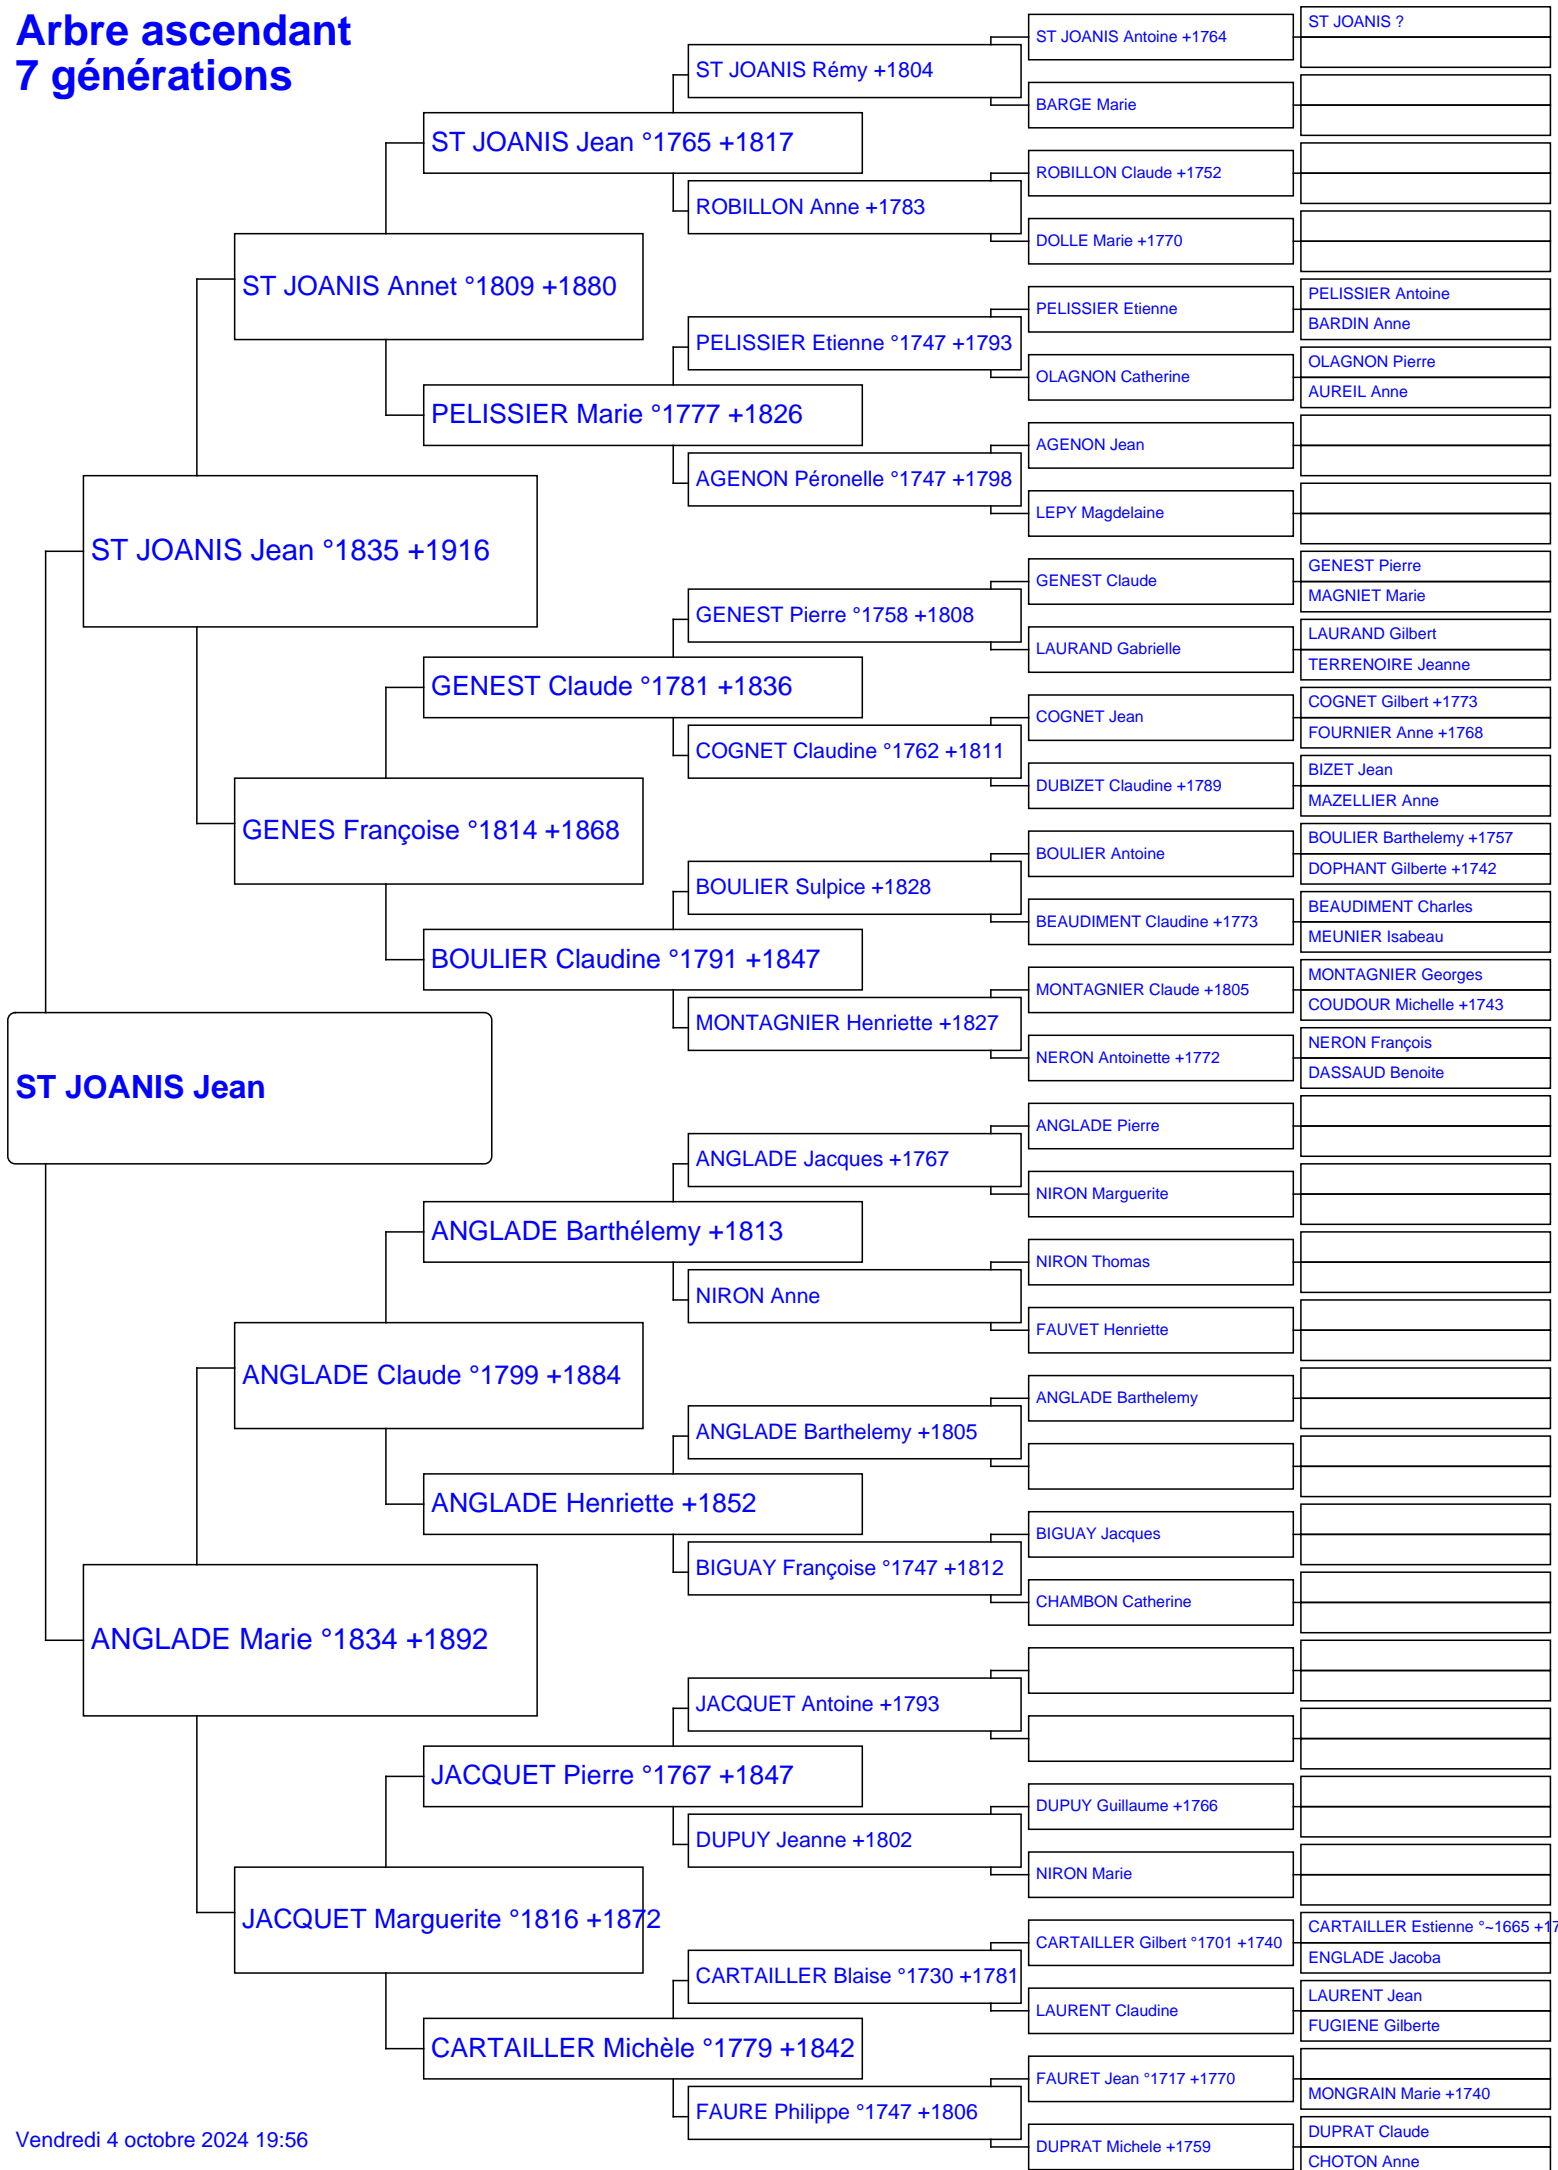 Arbre ascendant
7 générations
ST JOANIS Jean
ST JOANIS Jean °1835 +1916
ANGLADE Marie °1834 +1892
ST JOANIS Annet °1809 +1880
GENES Françoise °1814 +1868
ANGLADE Claude °1799 +1884
JACQUET Marguerite °1816 +1872
ST JOANIS Jean °1765 +1817
PELISSIER Marie °1777 +1826
GENEST Claude °1781 +1836
BOULIER Claudine °1791 +1847
ANGLADE Barthélemy +1813
ANGLADE Henriette +1852
JACQUET Pierre °1767 +1847
CARTAILLER Michèle °1779 +1842
ST JOANIS Rémy +1804
ROBILLON Anne +1783
PELISSIER Etienne °1747 +1793
AGENON Péronelle °1747 +1798
GENEST Pierre °1758 +1808
COGNET Claudine °1762 +1811
BOULIER Sulpice +1828
MONTAGNIER Henriette +1827
ANGLADE Jacques +1767
NIRON Anne
ANGLADE Barthelemy +1805
BIGUAY Françoise °1747 +1812
JACQUET Antoine +1793
DUPUY Jeanne +1802
CARTAILLER Blaise °1730 +1781
FAURE Philippe °1747 +1806
ST JOANIS Antoine +1764
BARGE Marie
ROBILLON Claude +1752
DOLLE Marie +1770
PELISSIER Etienne
OLAGNON Catherine
AGENON Jean
LEPY Magdelaine
GENEST Claude
LAURAND Gabrielle
COGNET Jean
DUBIZET Claudine +1789
BOULIER Antoine
BEAUDIMENT Claudine +1773
MONTAGNIER Claude +1805
NERON Antoinette +1772
ANGLADE Pierre
NIRON Marguerite
NIRON Thomas
FAUVET Henriette
ANGLADE Barthelemy
BIGUAY Jacques
CHAMBON Catherine
DUPUY Guillaume +1766
NIRON Marie
CARTAILLER Gilbert °1701 +1740
LAURENT Claudine
FAURET Jean °1717 +1770
DUPRAT Michele +1759
ST JOANIS ?
PELISSIER Antoine
BARDIN Anne
OLAGNON Pierre
AUREIL Anne
GENEST Pierre
MAGNIET Marie
LAURAND Gilbert
TERRENOIRE Jeanne
COGNET Gilbert +1773
FOURNIER Anne +1768
BIZET Jean
MAZELLIER Anne
BOULIER Barthelemy +1757
DOPHANT Gilberte +1742
BEAUDIMENT Charles
MEUNIER Isabeau
MONTAGNIER Georges
COUDOUR Michelle +1743
NERON François
DASSAUD Benoite
CARTAILLER Estienne °~1665 +17
ENGLADE Jacoba
LAURENT Jean
FUGIENE Gilberte
MONGRAIN Marie +1740
DUPRAT Claude
CHOTON Anne
Vendredi 4 octobre 2024 19:56